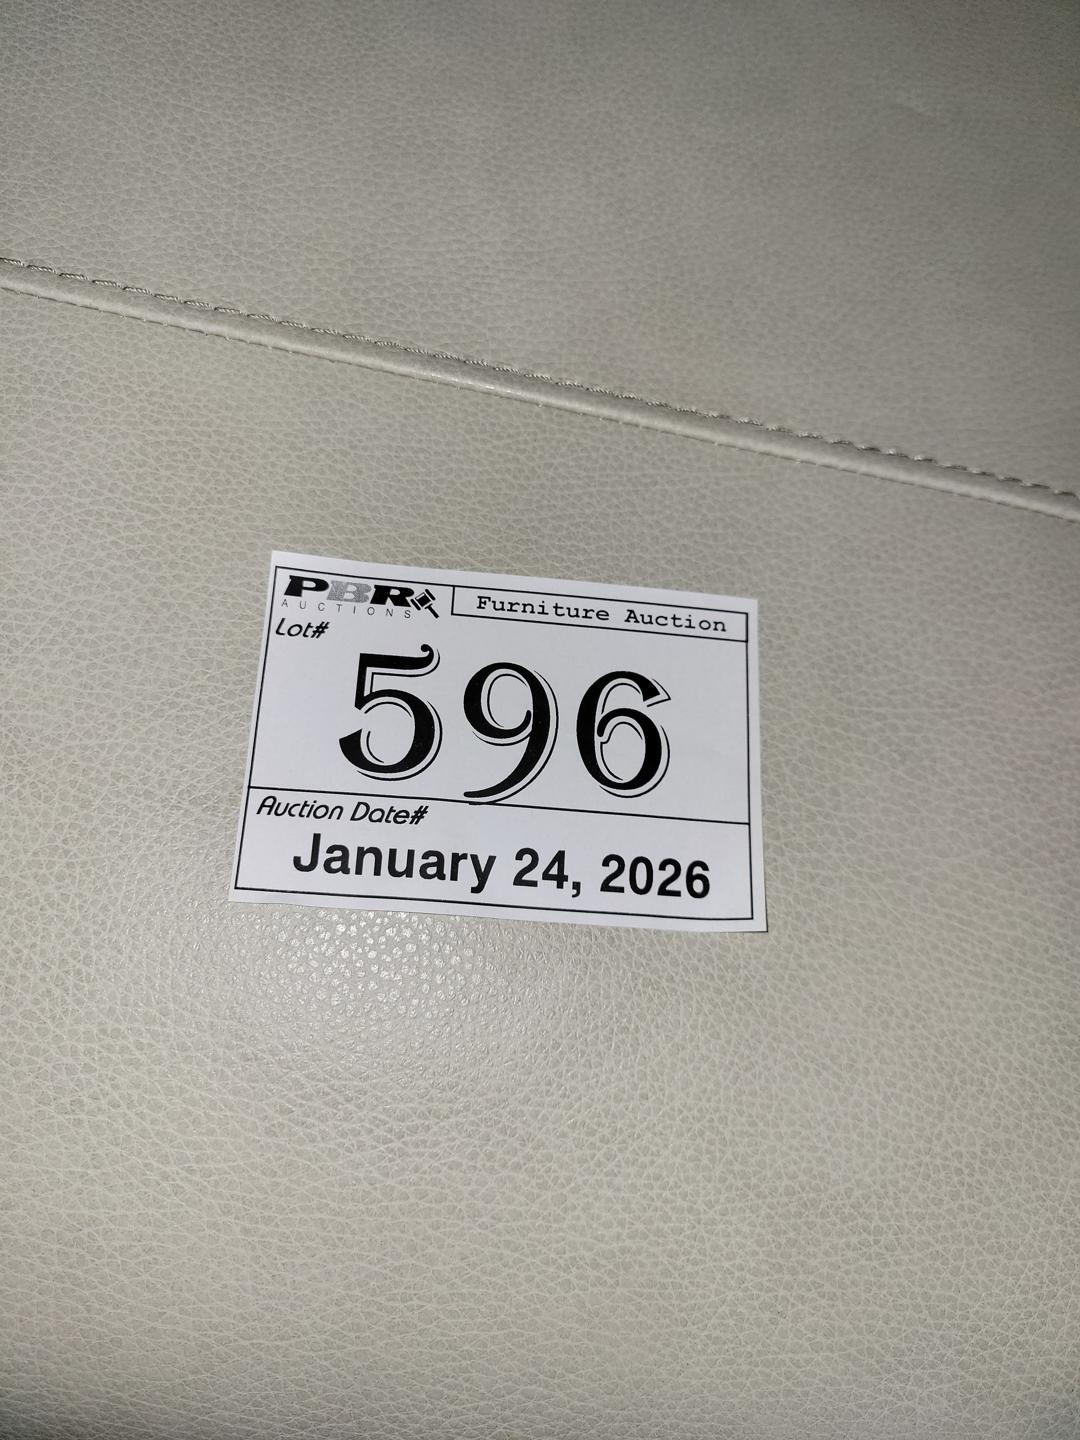 PBR
AUCTIONS
Furniture Auction
Lot#
596
Auction Date#
January 24, 2026